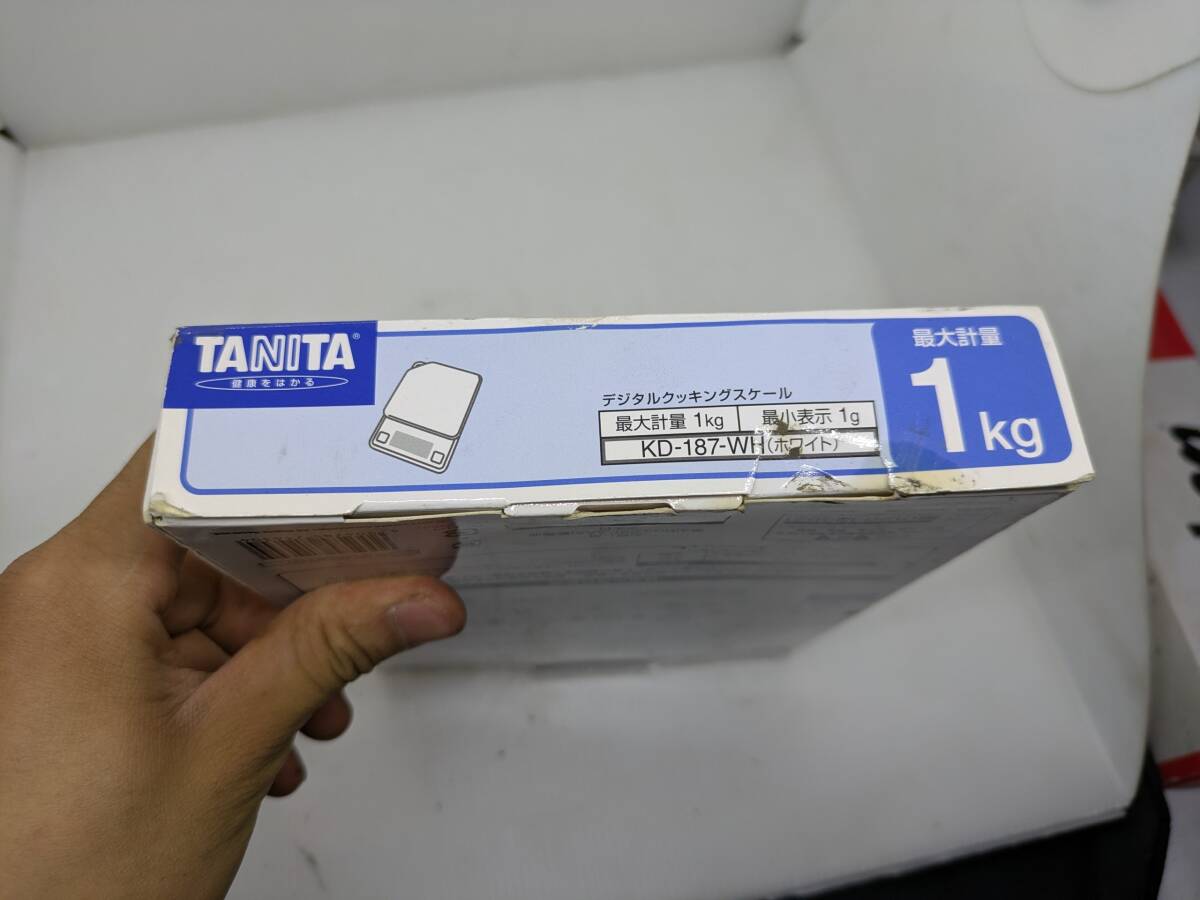 TANITA®
健康をはかる
デジタルクッキングスケール
最大計量 1kg 最小表示 1g
KD-187-WH(ホワイト)
最大計量
1kg